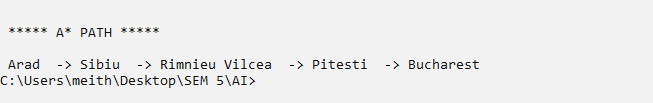 ***** A* PATH *****
Arad -> Sibiu -> Rimnieu Vilcea -> Pitesti -> Bucharest
C:\Users\meith\Desktop\SEM 5\AI>